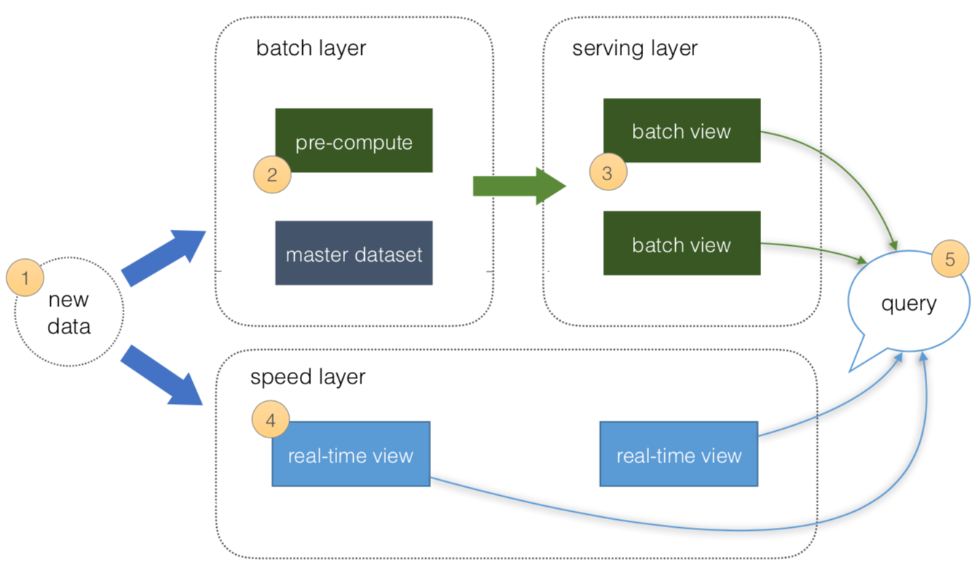 batch layer
serving layer
pre-compute
2
master dataset
batch view
3
batch view
1
new
data
5
query
speed layer
4
real-time view
real-time view